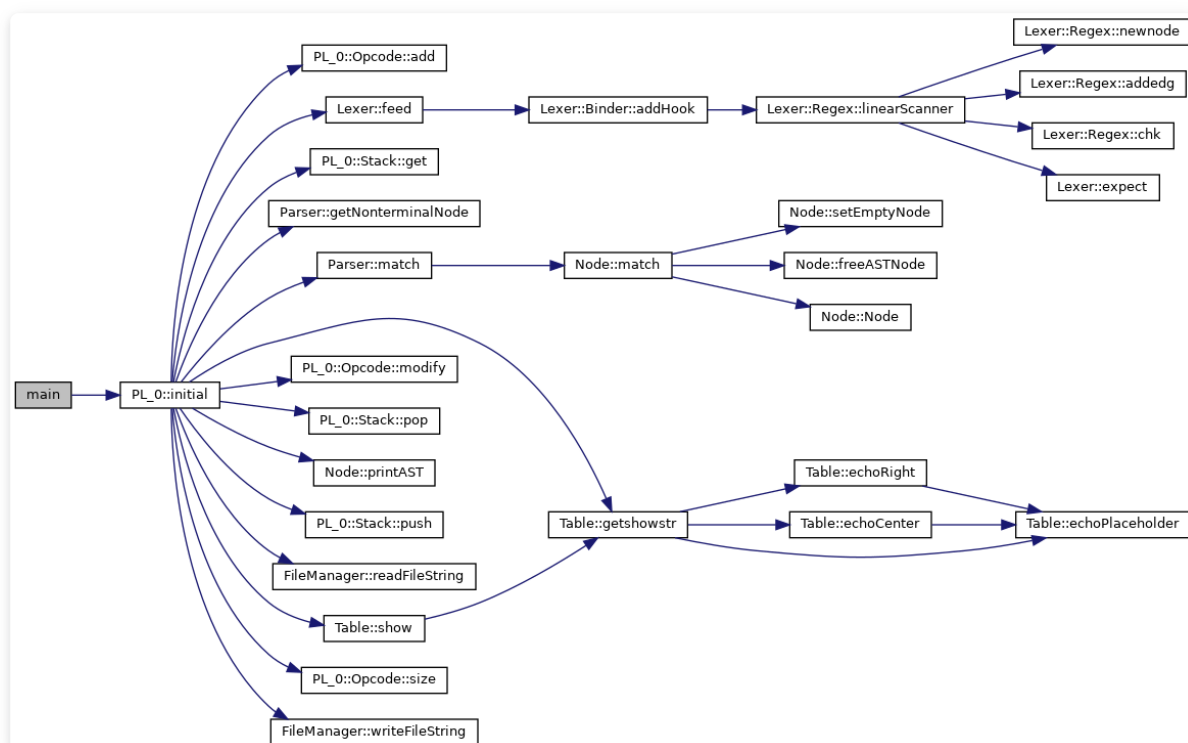 Lexer::Regex::newnode
PL_0::Opcode::add
Lexer::Regex::addedg
Lexer::feed
Lexer::Binder::addHook
Lexer::Regex::linearScanner
Lexer::Regex::chk
PL_0::Stack::get
Lexer::expect
Parser::getNonterminalNode
Node::setEmptyNode
Parser::match
Node::match
Node::freeASTNode
Node::Node
PL_0::Opcode::modify
main
PL_0::initial
PL_0::Stack::pop
Node::printAST
Table::echoRight
PL_0::Stack::push
Table::getshowstr
Table::echoCenter
Table::echoPlaceholder
FileManager::readFileString
Table::show
PL_0::Opcode::size
FileManager::writeFileString